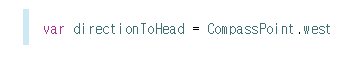 var directionToHead = CompassPoint.west